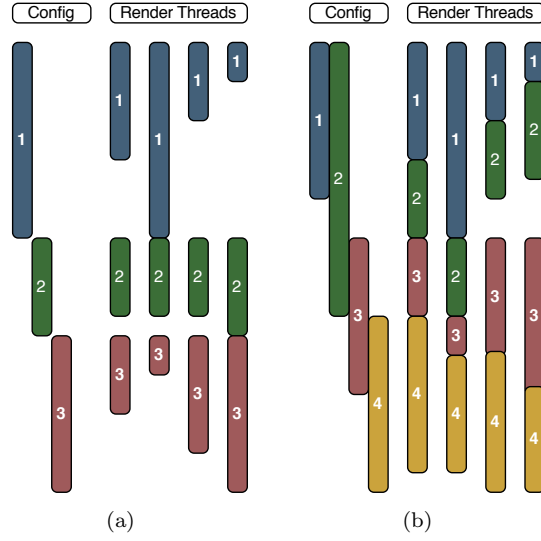 Config Render Threads Config Render Threads
1 1 1 1 1 1 1 1 1 1
2 2 2
2 2 2 2 2 3 2 3 3 3
3 3
3 3 3 3 4 4 4 4 4
(a) (b)